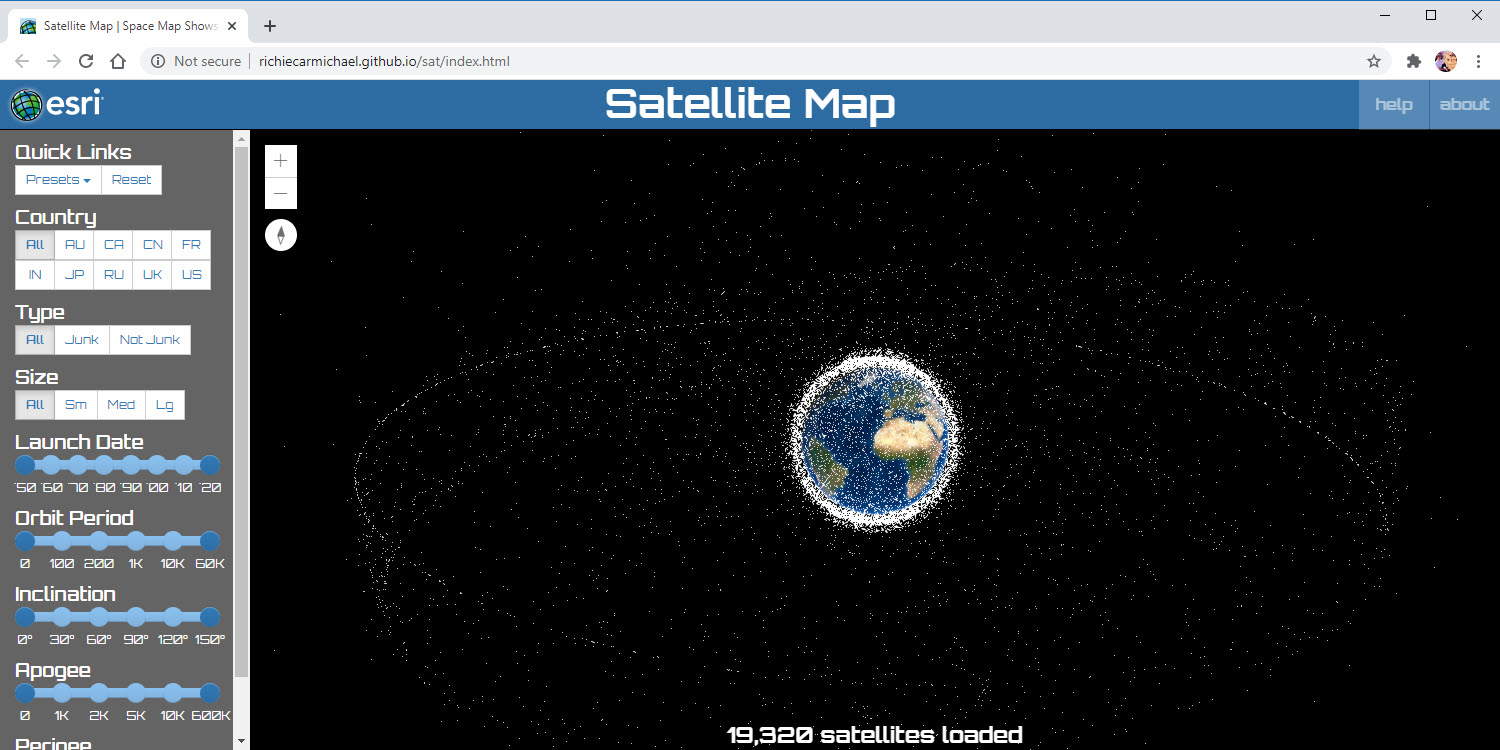 Satellite Map | Space Map Shows
Not secure
richiecarmichael.github.io/sat/index.html
esri
Satellite Map
help
about
Quick Links
Presets Reset
Country
All AU CA CN FR
IN JP RU UK US
Type
All Junk Not Junk
Size
All Sm Med Lg
Launch Date
'50 '60 '70 '80 '90 '00 '10 '20
Orbit Period
0 100 200 1K 10K 60K
Inclination
0° 30° 60° 90° 120° 150°
Apogee
0 1K 2K 5K 10K 600K
Perigee
19,320 satellites loaded